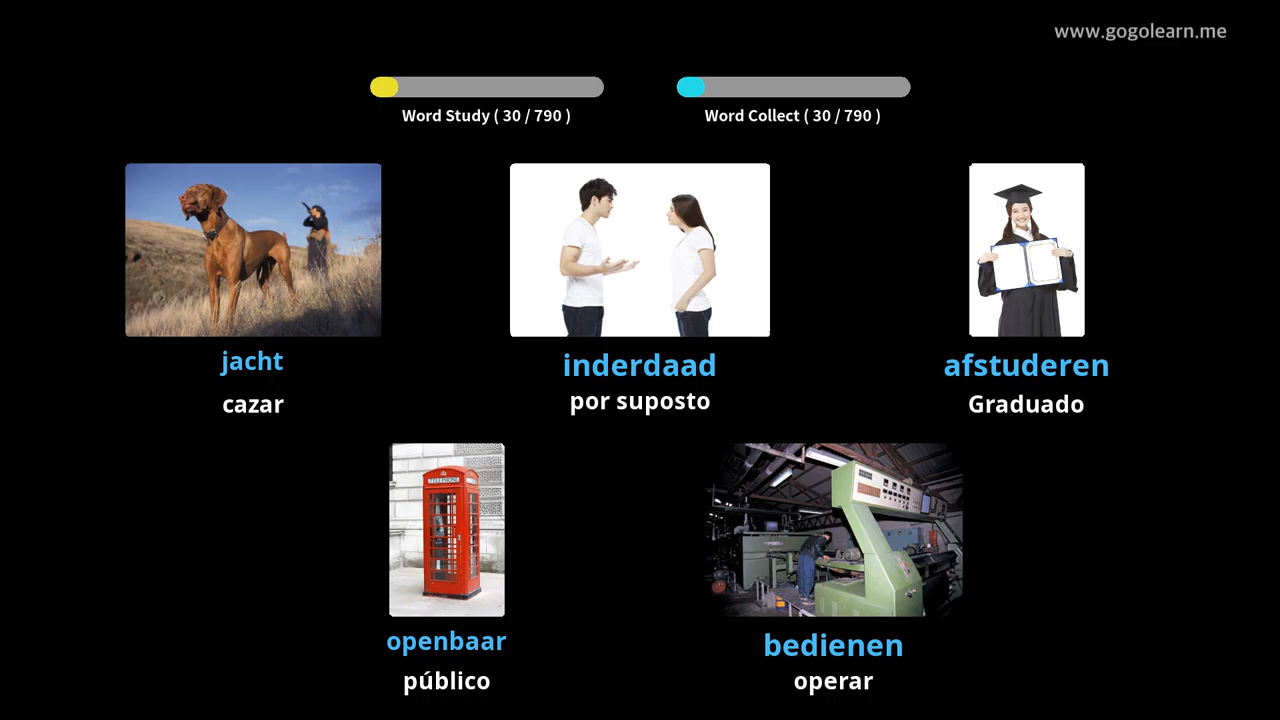 www.gogolearn.me
Word Study ( 30 / 790 )
Word Collect ( 30 / 790 )
jacht
cazar
inderdaad
por suposto
afstuderen
Graduado
TELEPHONE
openbaar
público
bedienen
operar